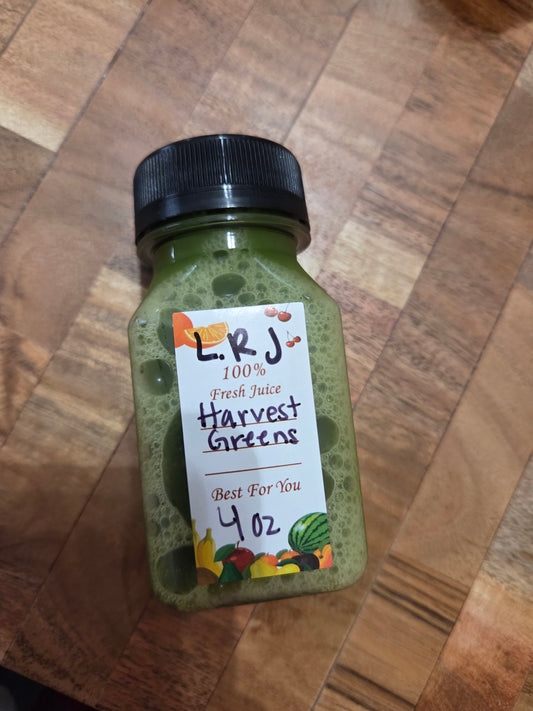 L.R J
100%
Fresh Juice
Harvest
Greens
Best For You
4 oz